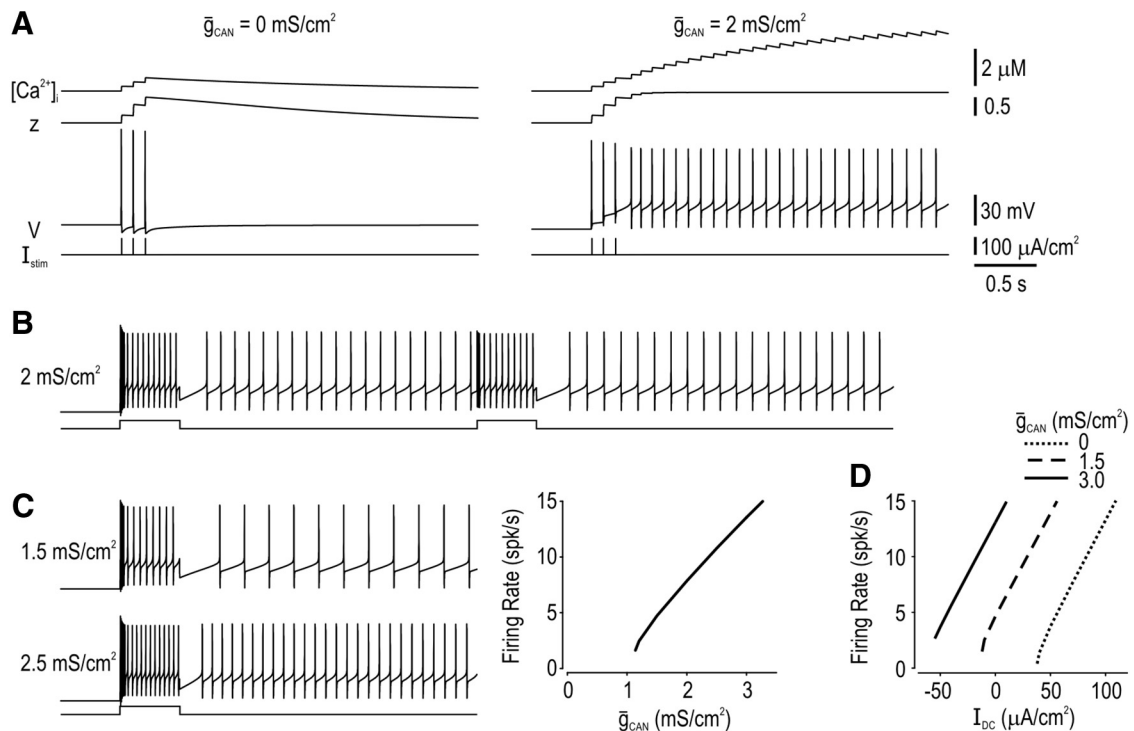 A
ḡCAN = 0 mS/cm²
ḡCAN = 2 mS/cm²
[Ca²⁺]i
z
V
Istim
2 μM
0.5
30 mV
100 μA/cm²
0.5 s
B
2 mS/cm²
C
1.5 mS/cm²
2.5 mS/cm²
Firing Rate (spk/s)
15
10
5
0
0
1
2
3
ḡCAN (mS/cm²)
D
ḡCAN (mS/cm²)
0
1.5
3.0
Firing Rate (spk/s)
15
10
5
0
-50
0
50
100
IDC (μA/cm²)